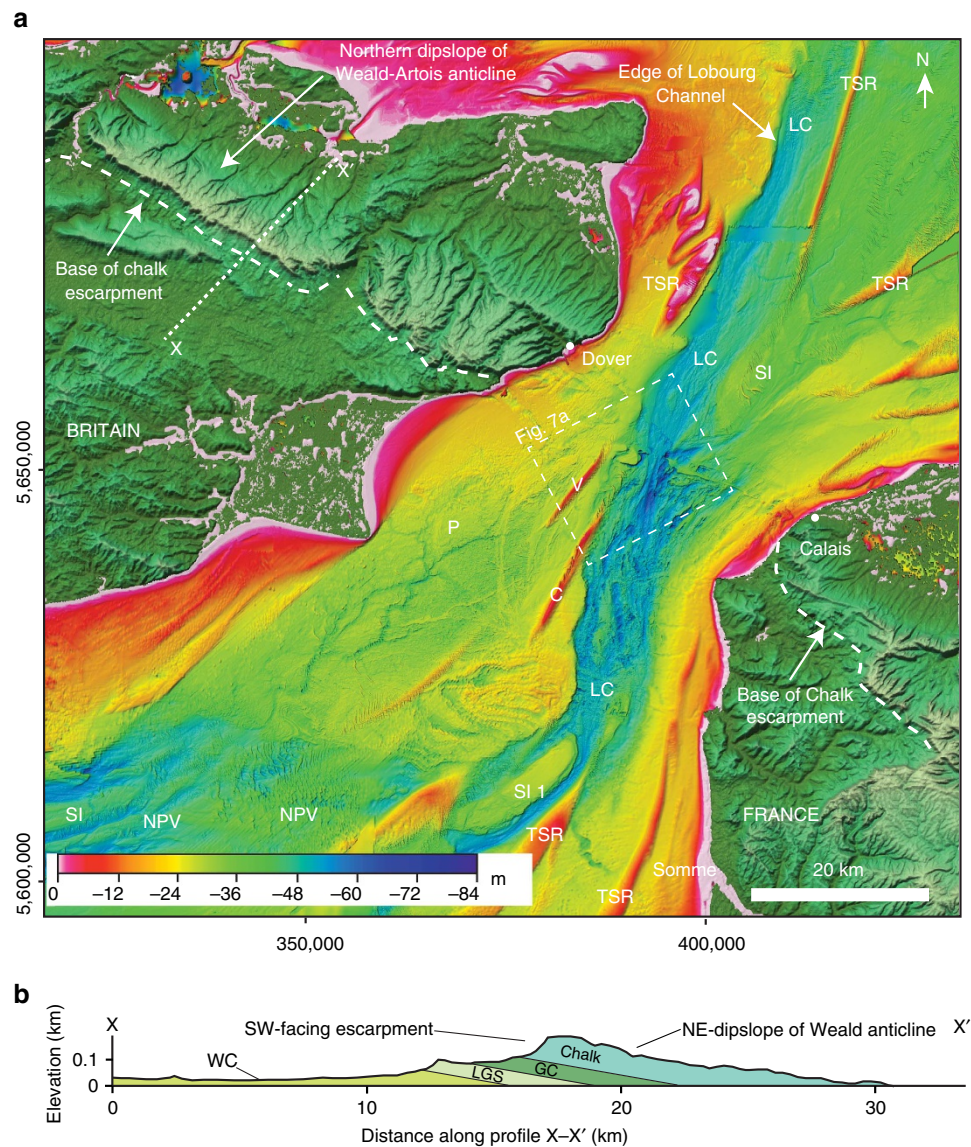 a
Northern dipslope of
Weald-Artois anticline
Edge of Lobourg
Channel
N
TSR
LC
X
Base of chalk
escarpment
TSR
TSR
X
Dover
LC
SI
BRITAIN
Fig. 7a
5,650,000
V
P
Calais
C
LC
Base of Chalk
escarpment
SI
NPV
NPV
SI 1
FRANCE
TSR
Somme
TSR
20 km
0
–12
–24
–36
–48
–60
–72
–84
m
5,600,000
350,000
400,000
b
X
SW-facing escarpment
NE-dipslope of Weald anticline
X′
Elevation (km)
0.1
0
WC
LGS
GC
Chalk
0
10
20
30
Distance along profile X–X′ (km)